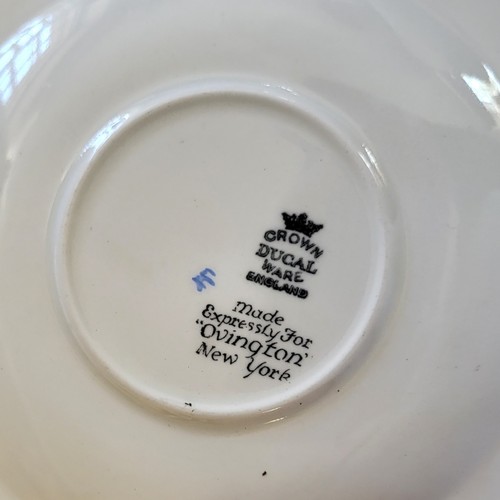 CROWN
DUCAL
WARE
ENGLAND
Made
Expressly For
"Ovington"
New York